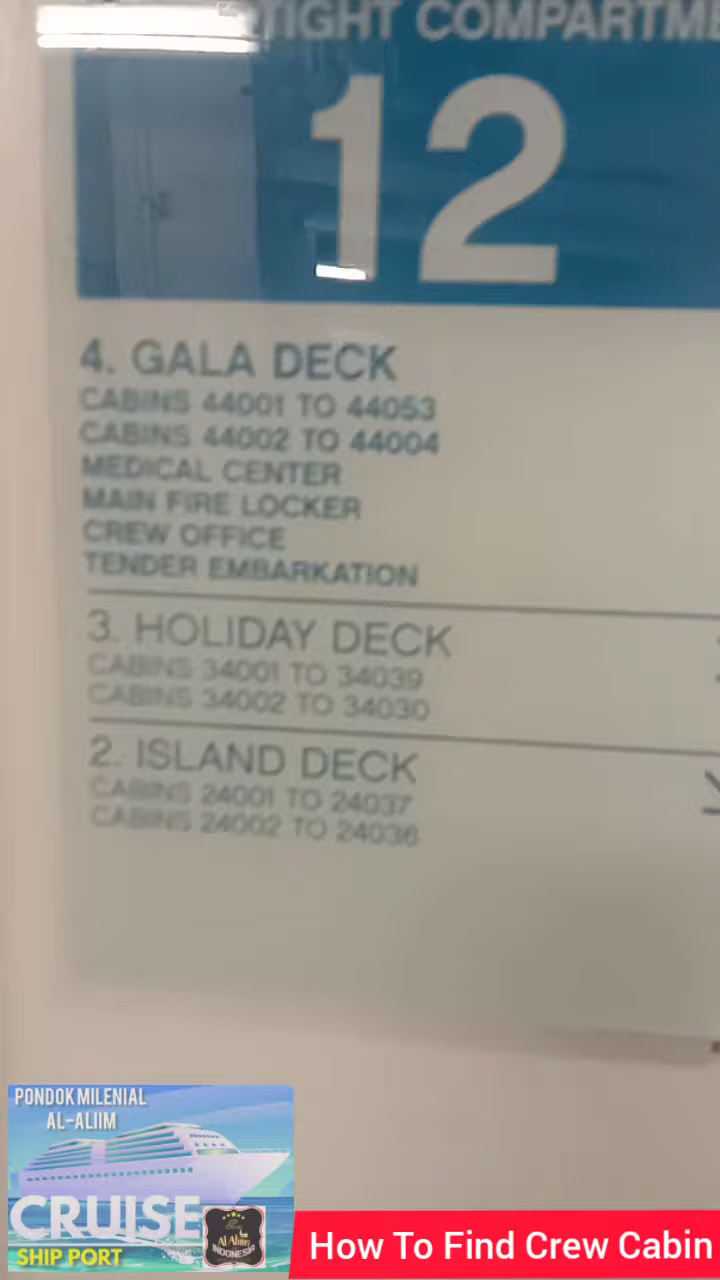 TIGHT COMPARTME
12
4. GALA DECK
CABINS 44001 TO 44053
CABINS 44002 TO 44004
MEDICAL CENTER
MAIN FIRE LOCKER
CREW OFFICE
TENDER EMBARKATION
3. HOLIDAY DECK
CABINS 34001 TO 34039
CABINS 34002 TO 34030
2. ISLAND DECK
CABINS 24001 TO 24037
CABINS 24002 TO 24036
PONDOK MILENIAL
AL-ALIIM
CRUISE
SHIP PORT
Al Aliim
INDONESIA
How To Find Crew Cabin